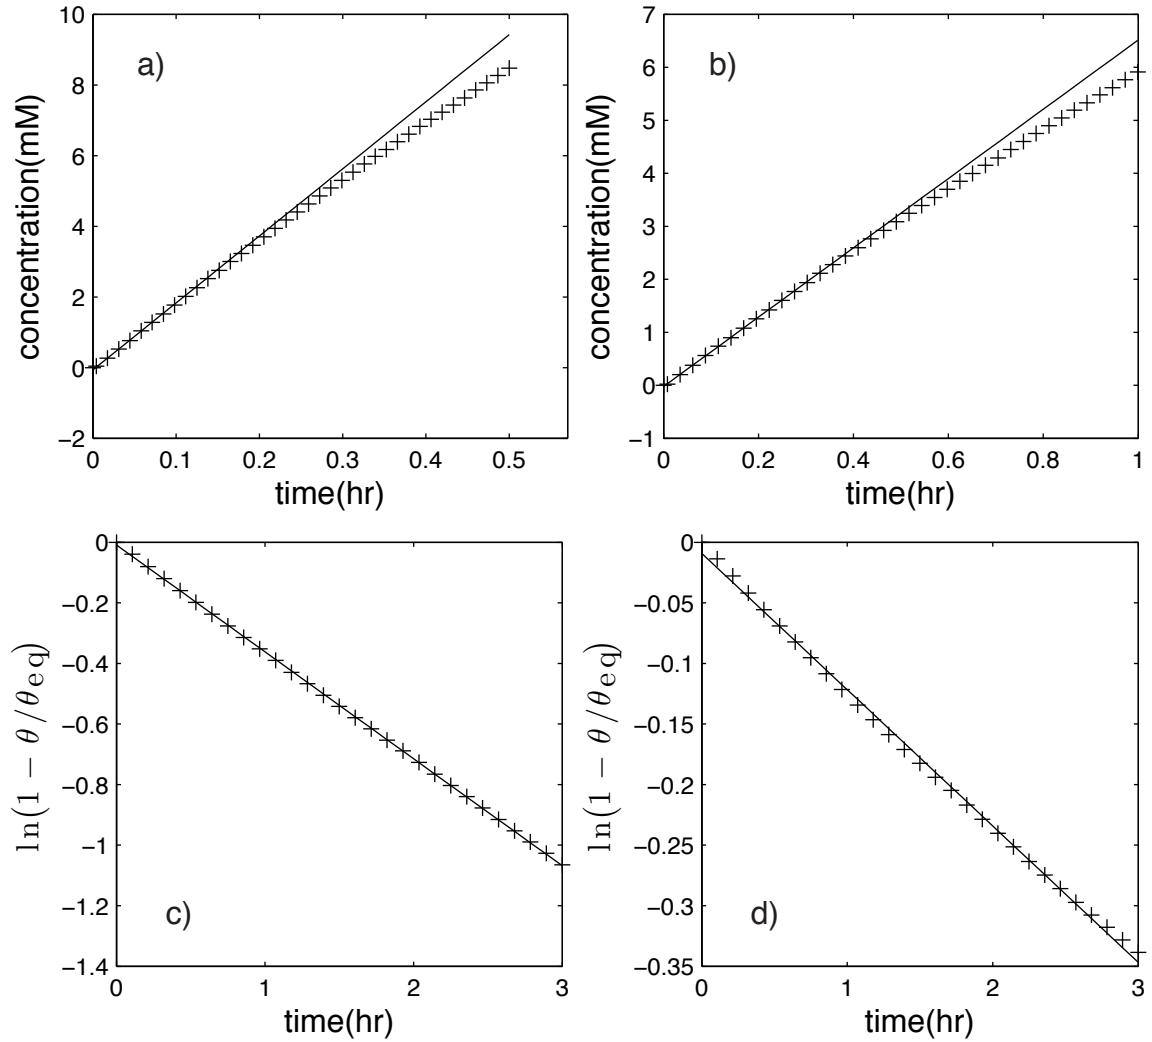 a)
10
8
6
4
2
0
−2
concentration(mM)
0 0.1 0.2 0.3 0.4 0.5
time(hr)
b)
7
6
5
4
3
2
1
0
−1
concentration(mM)
0 0.2 0.4 0.6 0.8 1
time(hr)
0
−0.2
−0.4
−0.6
−0.8
−1
−1.2
−1.4
ln(1 − θ/θeq)
c)
0 1 2 3
time(hr)
0
−0.05
−0.1
−0.15
−0.2
−0.25
−0.3
−0.35
ln(1 − θ/θeq)
d)
0 1 2 3
time(hr)